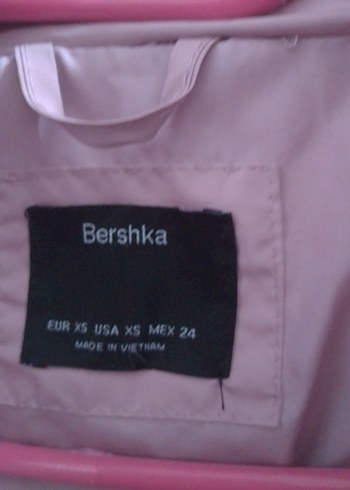 Bershka
EUR XS USA XS MEX 24
MADE IN VIETNAM